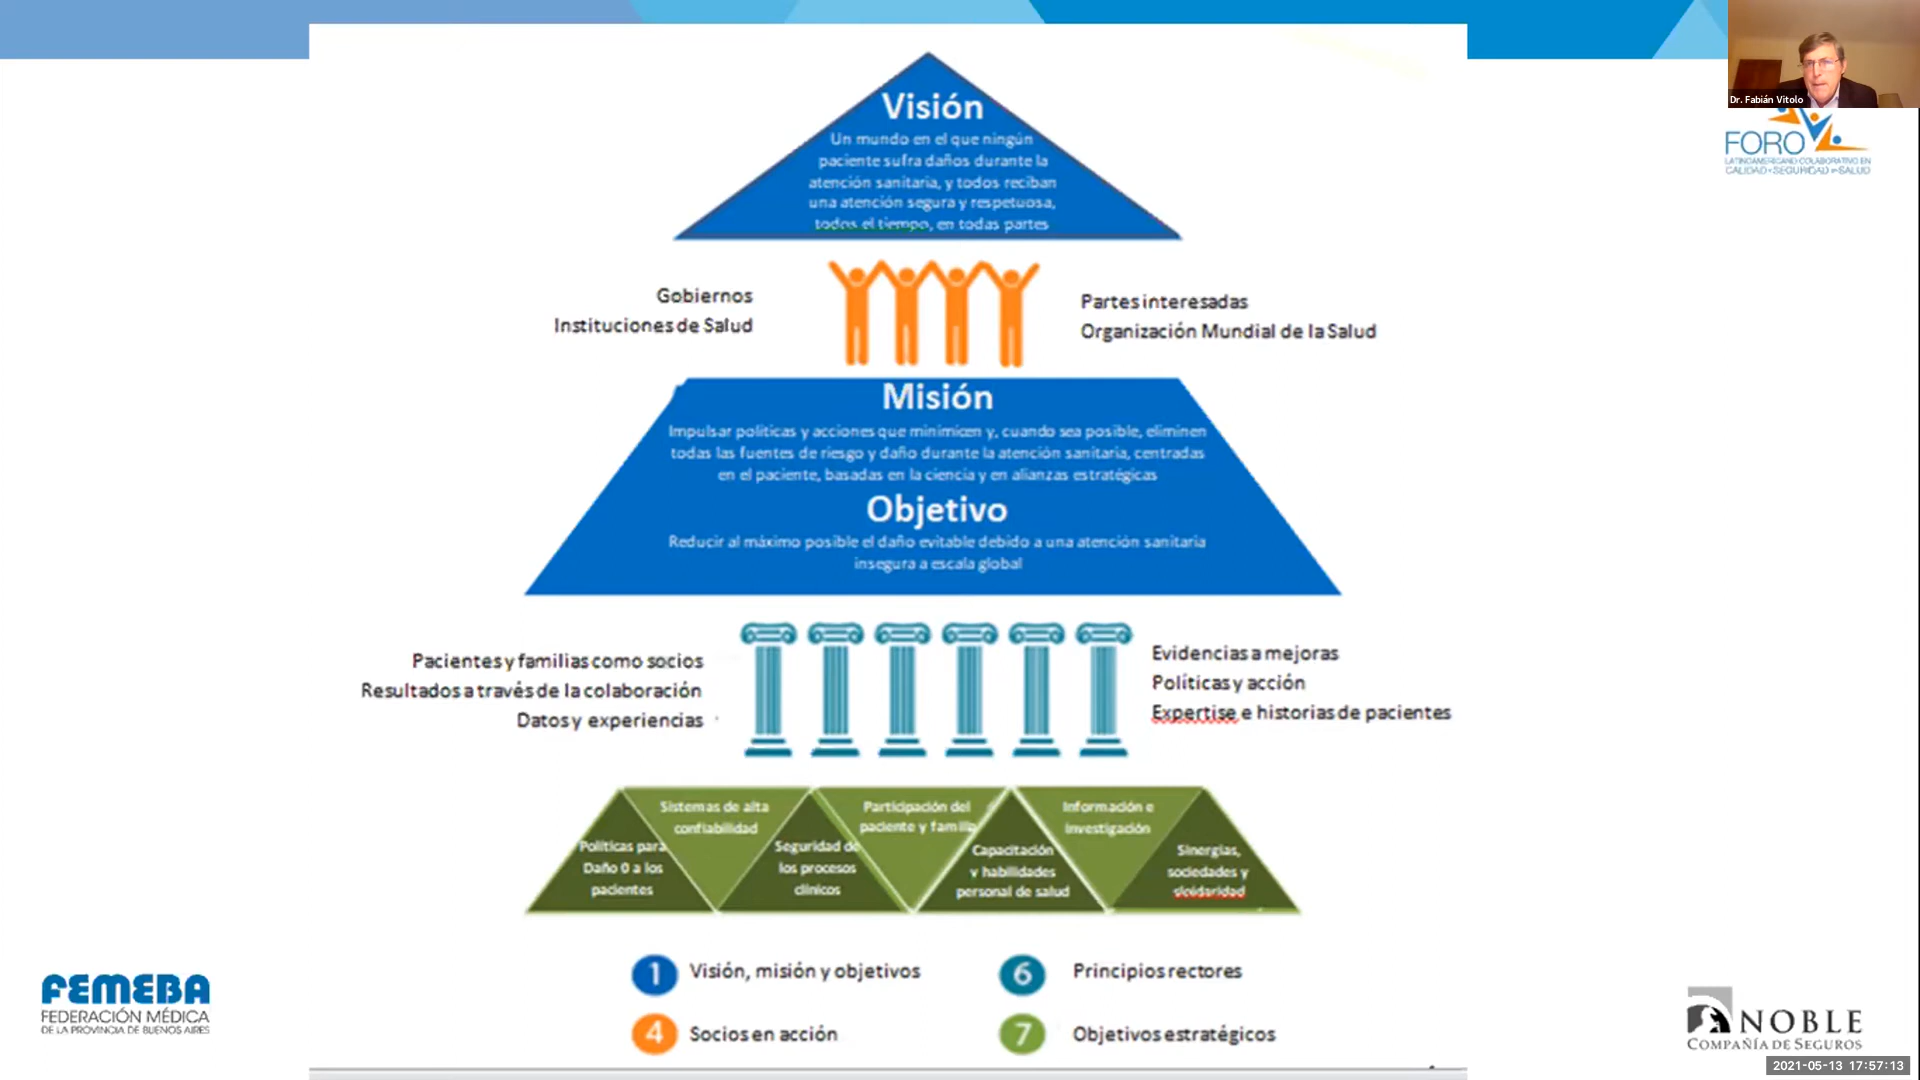 Dr. Fabián Vitolo
FORO
LATINOAMERICANO COLABORATIVO EN
CALIDAD Y SEGURIDAD EN SALUD
Visión
Un mundo en el que ningún
paciente sufra daños durante la
atención sanitaria, y todos reciban
una atención segura y respetuosa,
todos el tiempo, en todas partes
Gobiernos
Instituciones de Salud
Partes interesadas
Organización Mundial de la Salud
Misión
Impulsar políticas y acciones que minimicen y, cuando sea posible, eliminen
todas las fuentes de riesgo y daño durante la atención sanitaria, centradas
en el paciente, basadas en la ciencia y en alianzas estratégicas
Objetivo
Reducir al máximo posible el daño evitable debido a una atención sanitaria
insegura a escala global
Pacientes y familias como socios
Resultados a través de la colaboración
Datos y experiencias
Evidencias a mejoras
Políticas y acción
Expertise e historias de pacientes
Políticas para
Daño 0 a los
pacientes
Sistemas de alta
confiabilidad
Seguridad de
los procesos
clínicos
Participación del
paciente y familia
Capacitación
y habilidades
personal de salud
Información e
investigación
Sinergias,
sociedades y
1 Visión, misión y objetivos
6 Principios rectores
4 Socios en acción
7 Objetivos estratégicos
FEMEBA
FEDERACIÓN MÉDICA
DE LA PROVINCIA DE BUENOS AIRES
NOBLE
COMPAÑÍA DE SEGUROS
2021-05-13 17:57:13